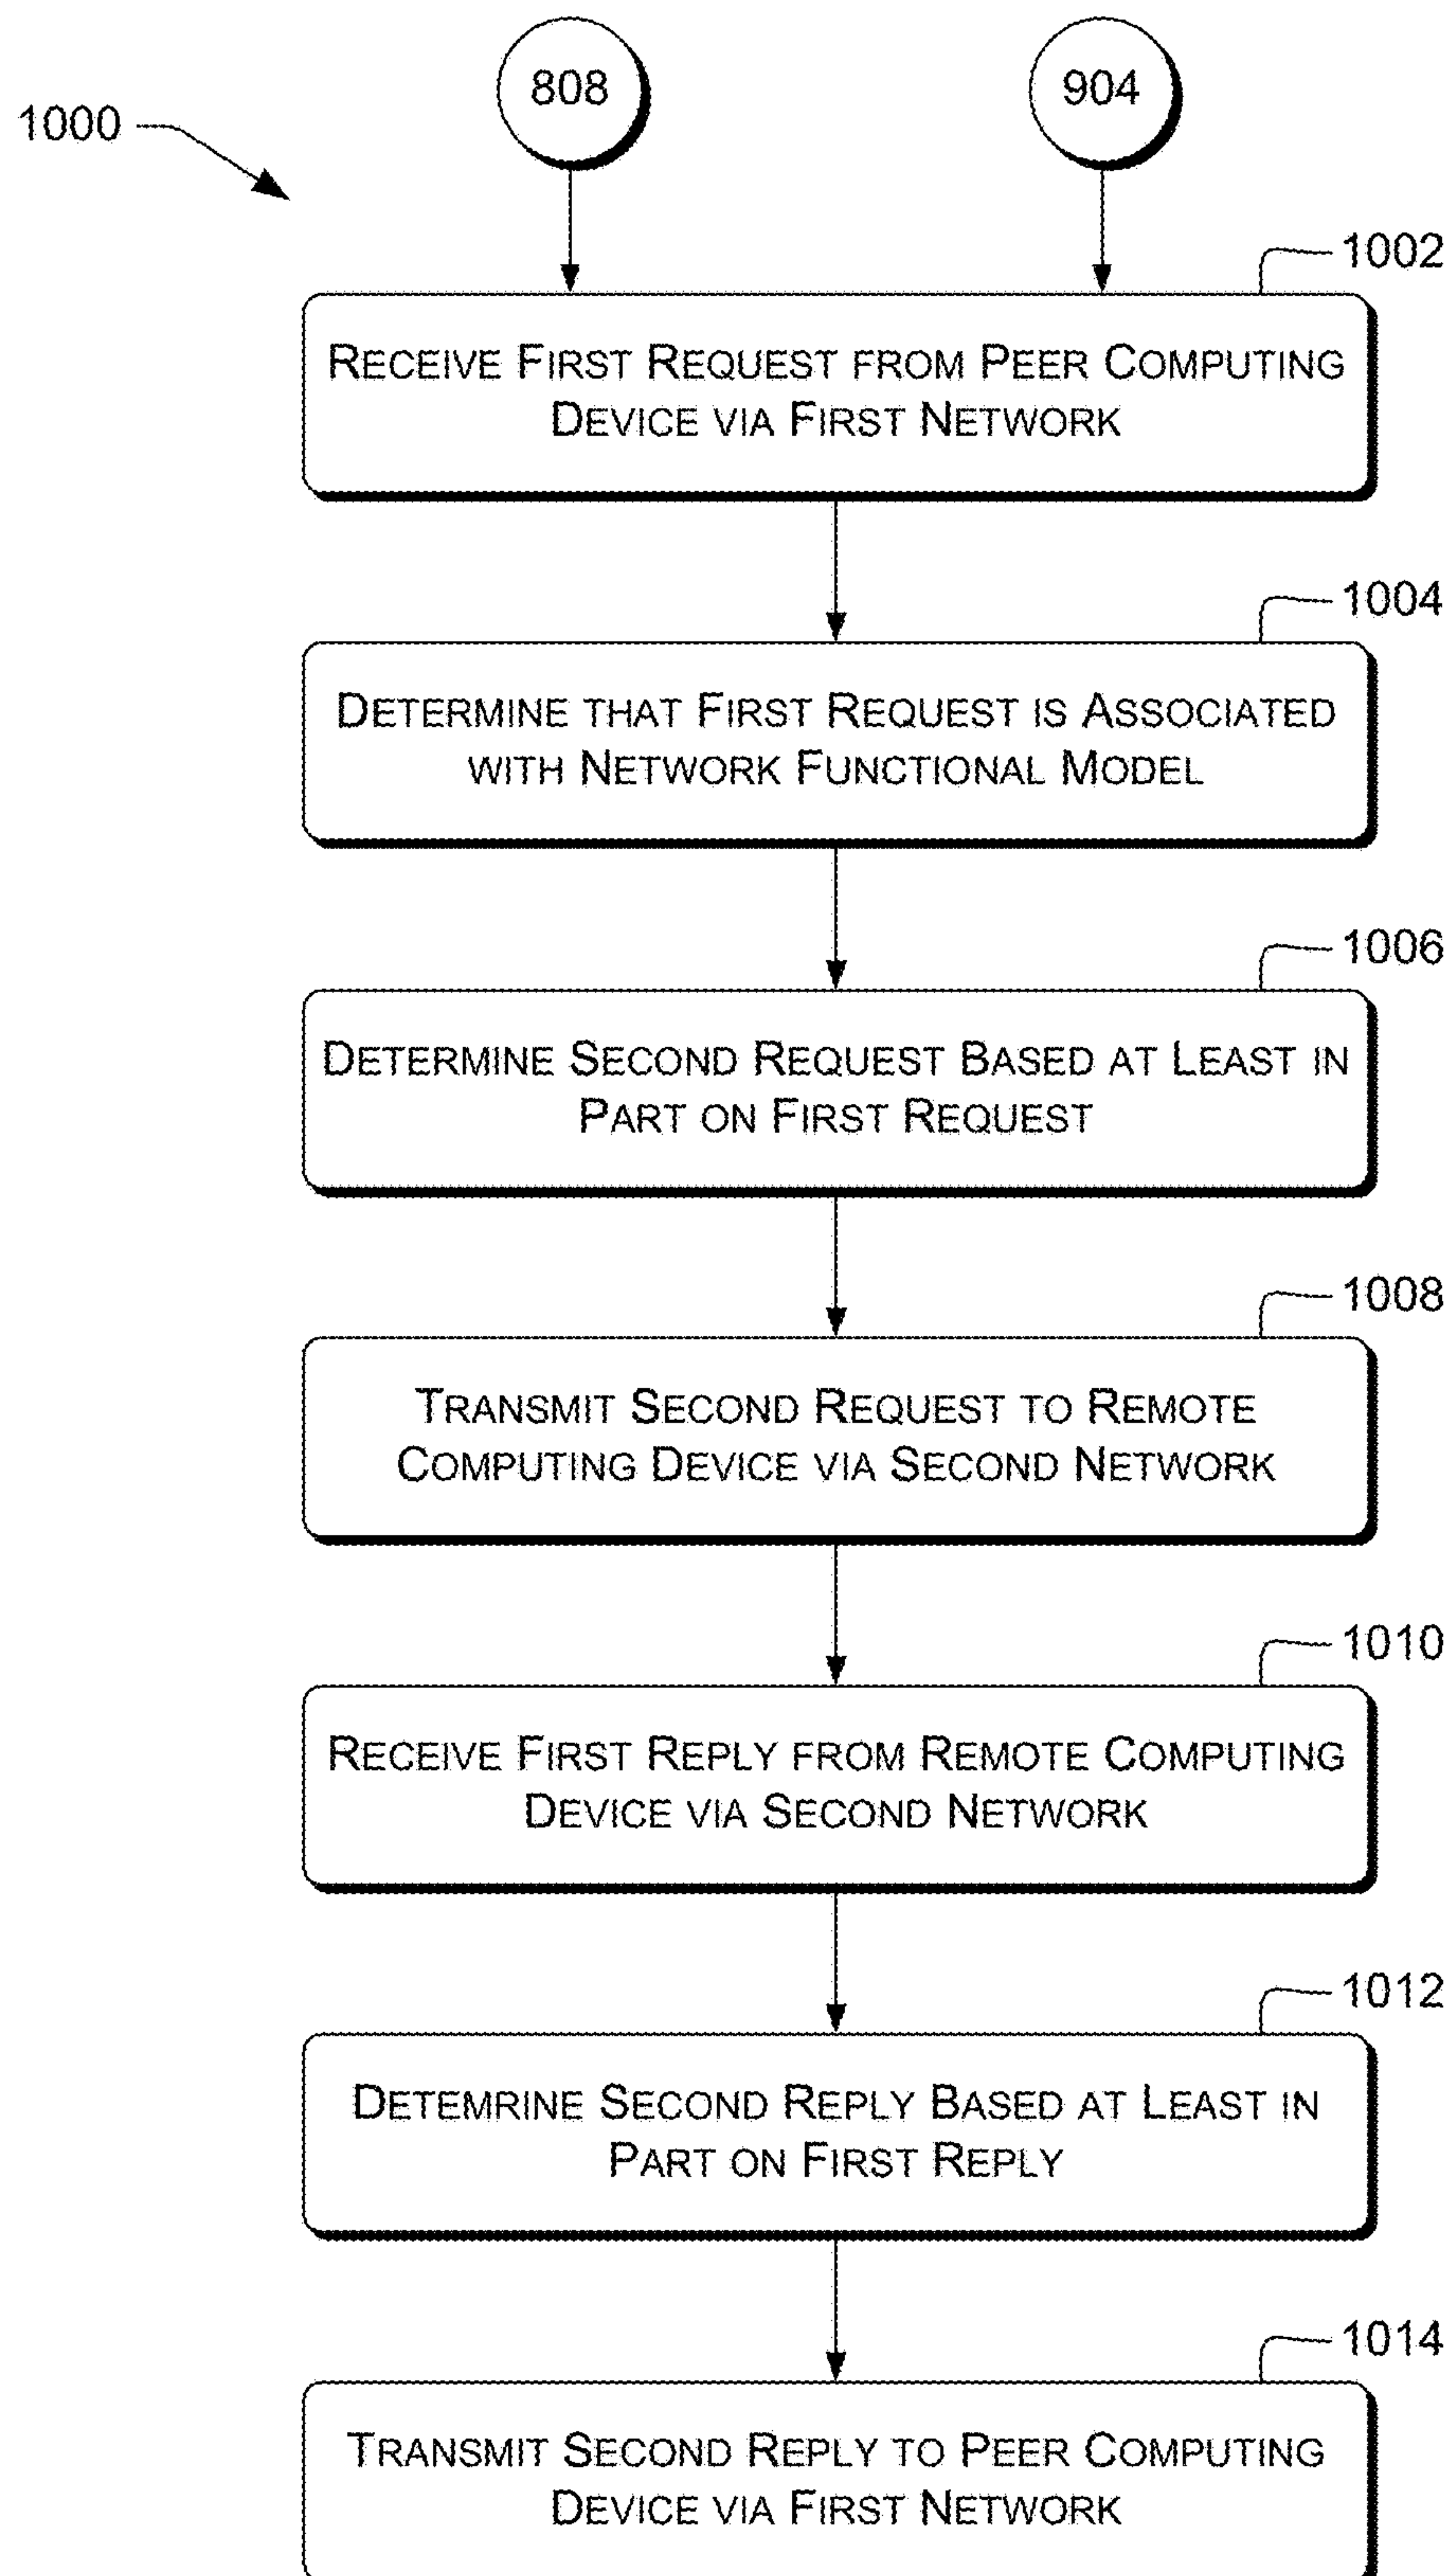 808
904
1000
1002
RECEIVE FIRST REQUEST FROM PEER COMPUTING
DEVICE VIA FIRST NETWORK
1004
DETERMINE THAT FIRST REQUEST IS ASSOCIATED
WITH NETWORK FUNCTIONAL MODEL
1006
DETERMINE SECOND REQUEST BASED AT LEAST IN
PART ON FIRST REQUEST
1008
TRANSMIT SECOND REQUEST TO REMOTE
COMPUTING DEVICE VIA SECOND NETWORK
1010
RECEIVE FIRST REPLY FROM REMOTE COMPUTING
DEVICE VIA SECOND NETWORK
1012
DETEMRINE SECOND REPLY BASED AT LEAST IN
PART ON FIRST REPLY
1014
TRANSMIT SECOND REPLY TO PEER COMPUTING
DEVICE VIA FIRST NETWORK